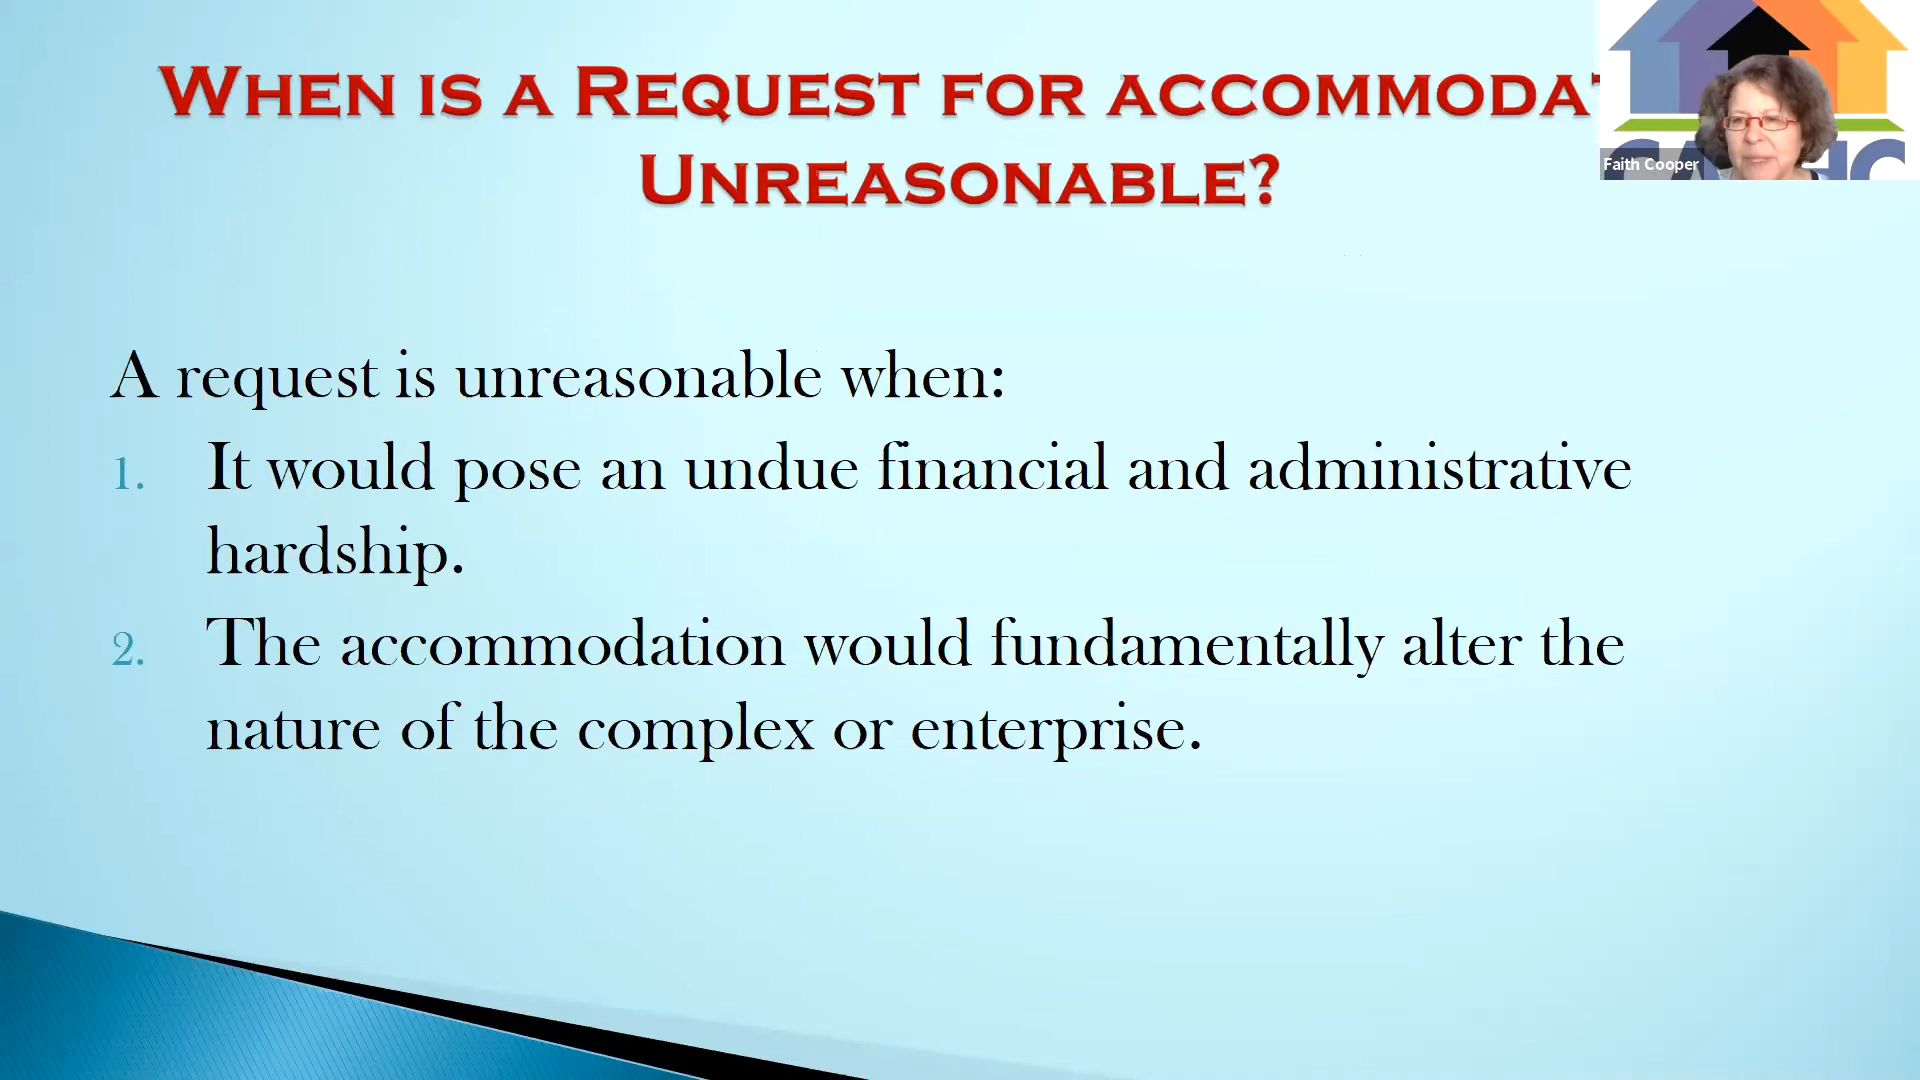 WHEN IS A REQUEST FOR ACCOMMODA
UNREASONABLE?
Faith Cooper
A request is unreasonable when:
1. It would pose an undue financial and administrative
hardship.
2. The accommodation would fundamentally alter the
nature of the complex or enterprise.